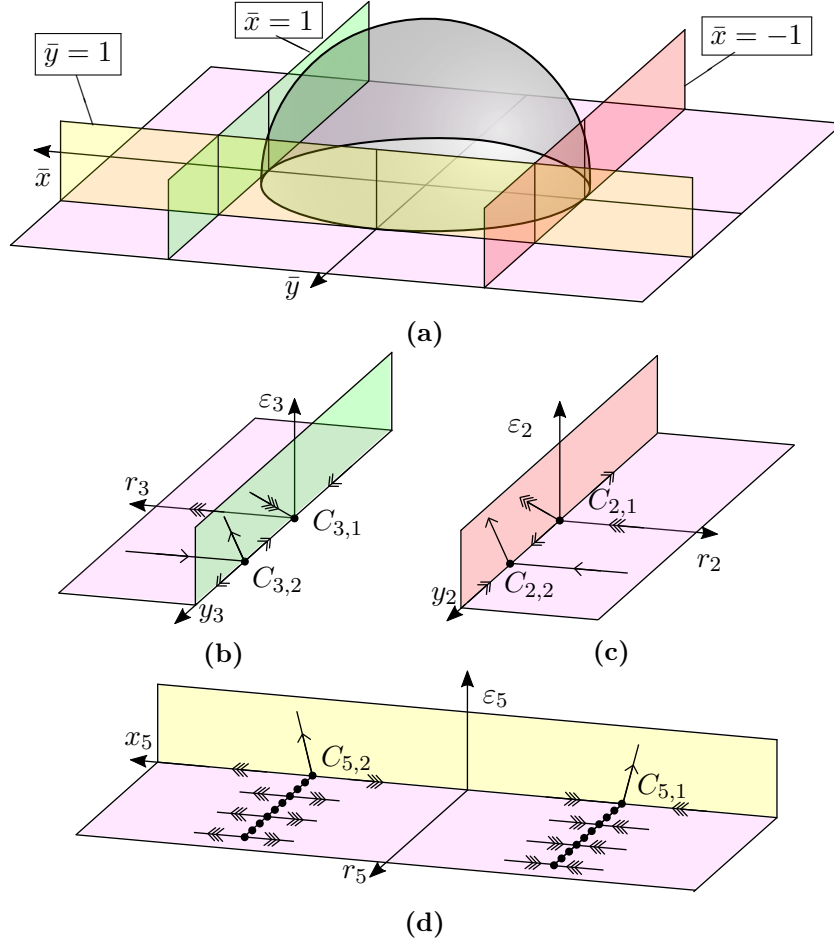 x̄ = 1
x̄ = −1
ȳ = 1
x̄
ȳ
(a)
ε₃
r₃
C₃,₁
C₃,₂
y₃
(b)
ε₂
C₂,₁
r₂
C₂,₂
y₂
(c)
ε₅
x₅
C₅,₂
C₅,₁
r₅
(d)